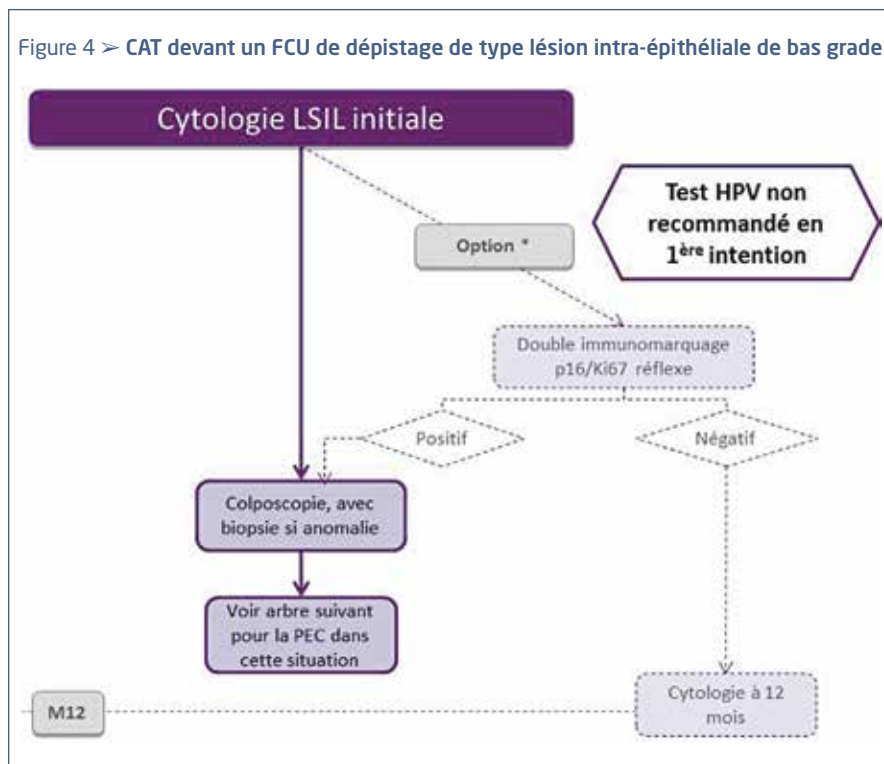 Figure 4 ➢ CAT devant un FCU de dépistage de type lésion intra-épithéliale de bas grade
Cytologie LSIL initiale
Test HPV non
recommandé en
1ère intention
Option *
Double immunomarquage
p16/Ki67 réflexe
Positif
Négatif
Colposcopie, avec
biopsie si anomalie
Voir arbre suivant
pour la PEC dans
cette situation
Cytologie à 12
mois
M12